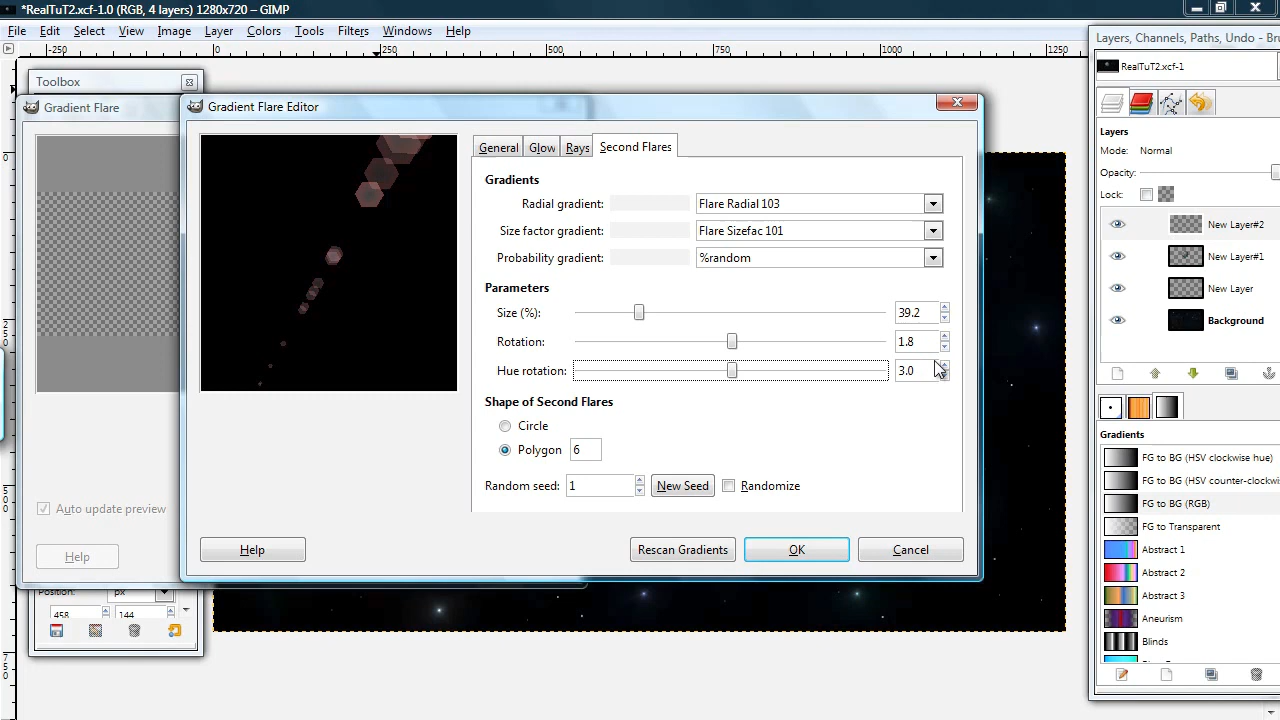 *RealTuT2.xcf-1.0 (RGB, 4 layers) 1280x720 – GIMP
File Edit Select View Image Layer Colors Tools Filters Windows Help
-250 0 250 500 750 1000 1250
Layers, Channels, Paths, Undo - Bru
Toolbox
RealTuT2.xcf-1
Gradient Flare
Gradient Flare Editor
Layers
Mode: Normal
Opacity:
Lock:
New Layer#2
New Layer#1
New Layer
Background
General Glow Rays Second Flares
Gradients
Radial gradient: Flare Radial 103
Size factor gradient: Flare Sizefac 101
Probability gradient: %random
Parameters
Size (%): 39.2
Rotation: 1.8
Hue rotation: 3.0
Shape of Second Flares
Circle
Polygon 6
Random seed: 1 New Seed Randomize
Help Rescan Gradients OK Cancel
Auto update preview
Help
Position: px
458 144
Gradients
FG to BG (HSV clockwise hue)
FG to BG (HSV counter-clockwis
FG to BG (RGB)
FG to Transparent
Abstract 1
Abstract 2
Abstract 3
Aneurism
Blinds
0
250
500
750